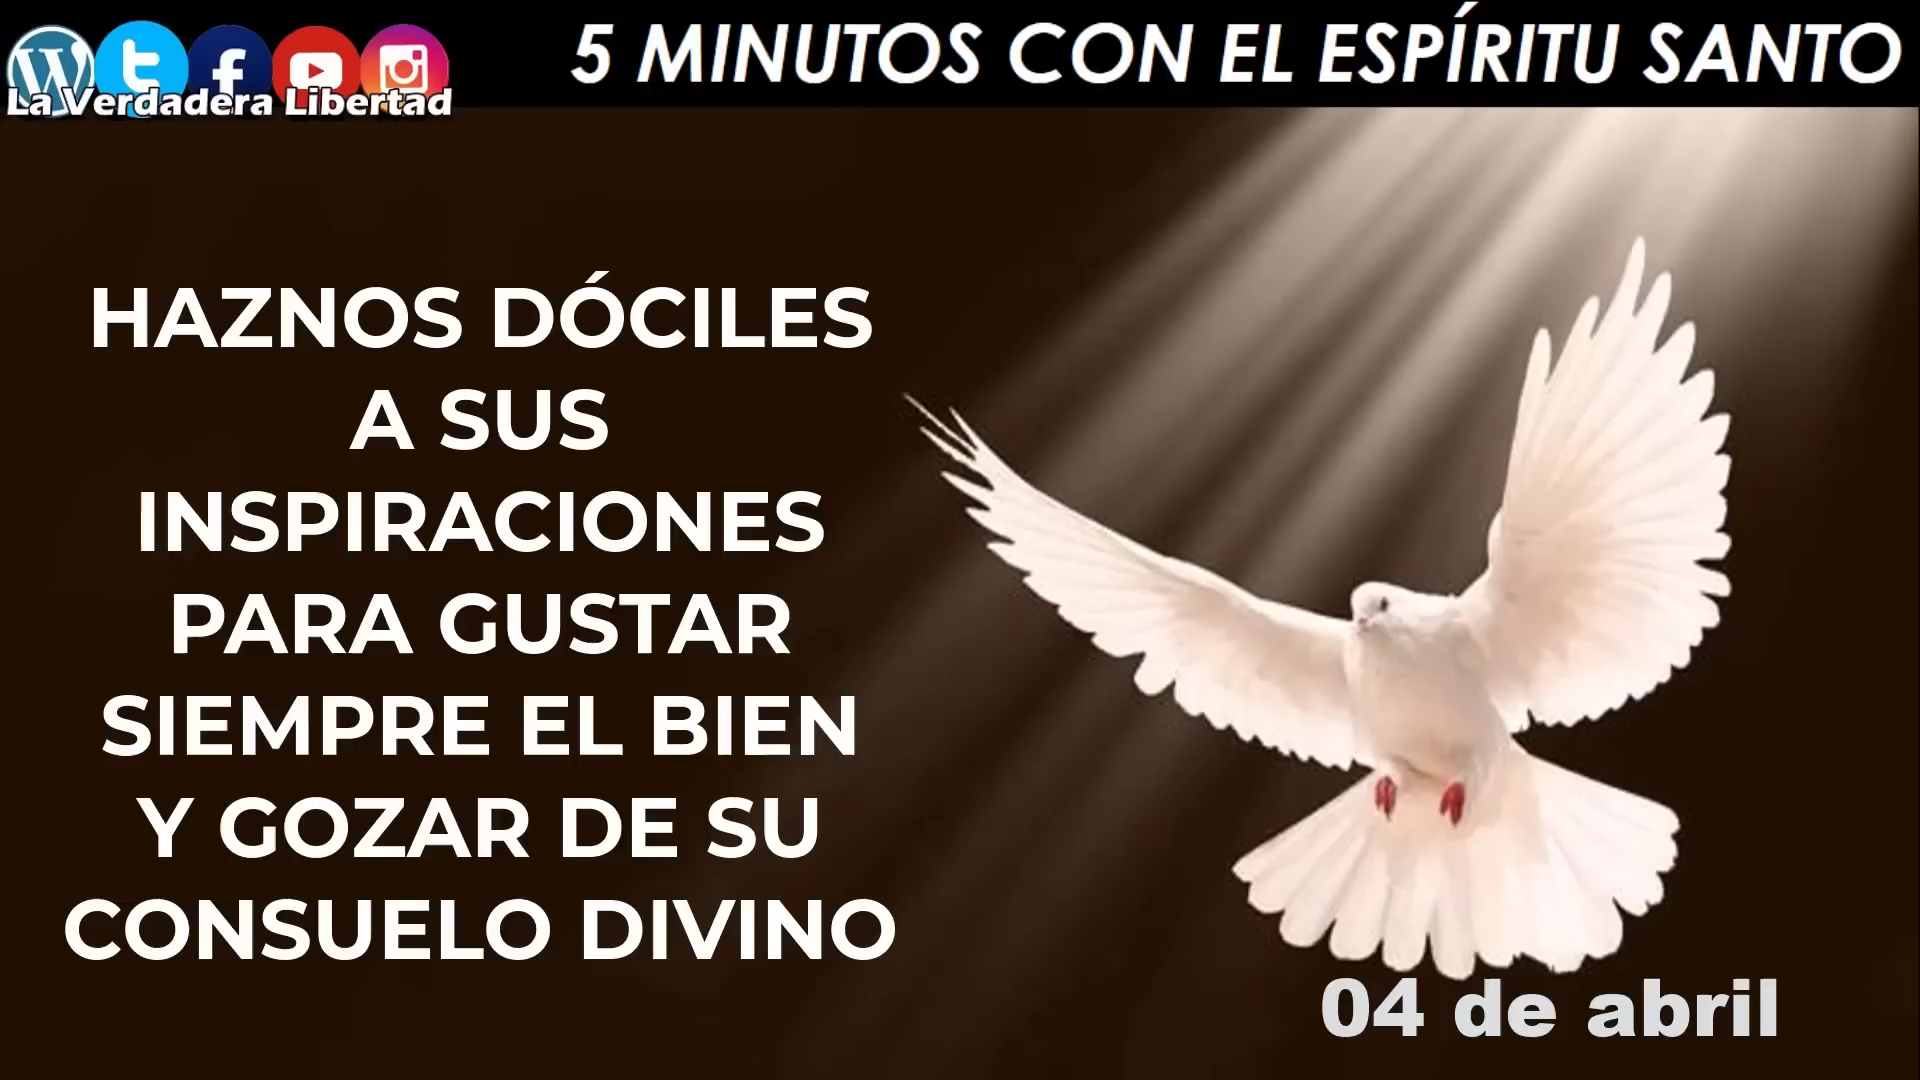 5 MINUTOS CON EL ESPÍRITU SANTO
La Verdadera Libertad
HAZNOS DÓCILES
A SUS
INSPIRACIONES
PARA GUSTAR
SIEMPRE EL BIEN
Y GOZAR DE SU
CONSUELO DIVINO
04 de abril